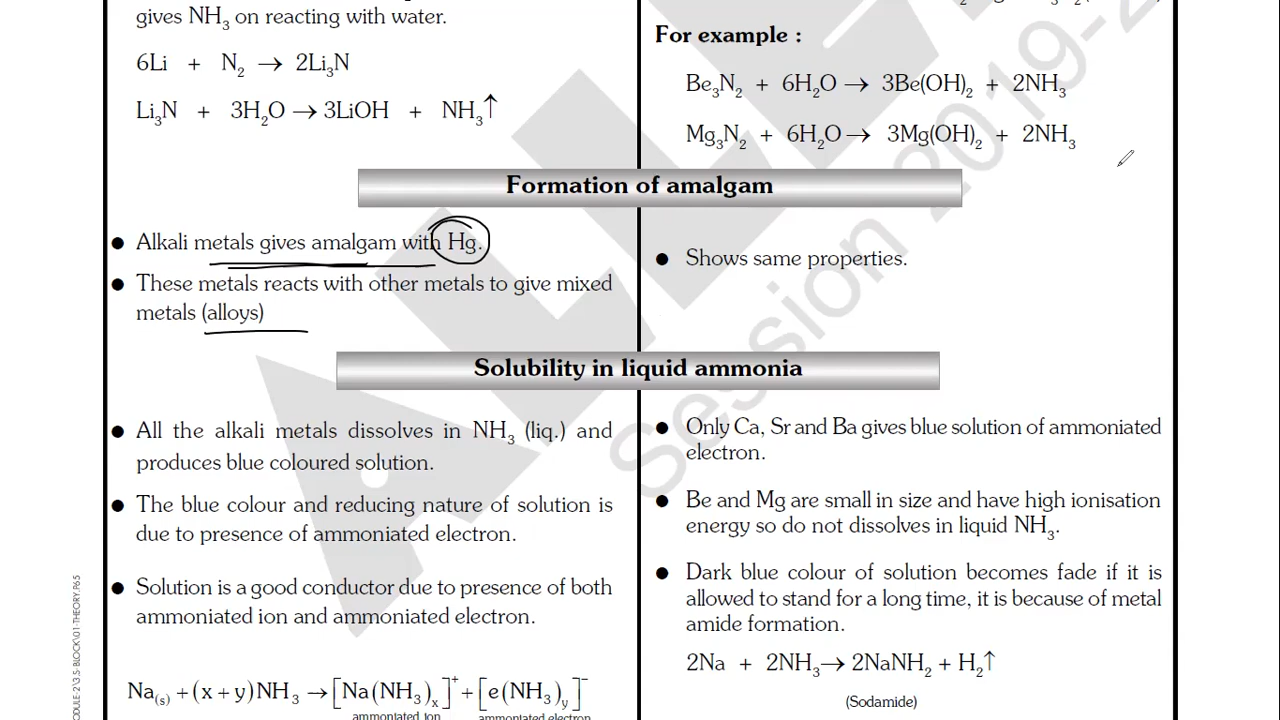 gives NH₃ on reacting with water.
6Li + N₂ → 2Li₃N
Li₃N + 3H₂O → 3LiOH + NH₃↑
For example :
Be₃N₂ + 6H₂O → 3Be(OH)₂ + 2NH₃
Mg₃N₂ + 6H₂O → 3Mg(OH)₂ + 2NH₃
Formation of amalgam
● Alkali metals gives amalgam with Hg.
● These metals reacts with other metals to give mixed
metals (alloys)
● Shows same properties.
Solubility in liquid ammonia
● All the alkali metals dissolves in NH₃ (liq.) and
produces blue coloured solution.
● The blue colour and reducing nature of solution is
due to presence of ammoniated electron.
● Solution is a good conductor due to presence of both
ammoniated ion and ammoniated electron.
Na(s) + (x + y)NH₃ → [Na(NH₃)ₓ]⁺ + [e(NH₃)y]⁻
ammoniated ion ammoniated electron
● Only Ca, Sr and Ba gives blue solution of ammoniated
electron.
● Be and Mg are small in size and have high ionisation
energy so do not dissolves in liquid NH₃.
● Dark blue colour of solution becomes fade if it is
allowed to stand for a long time, it is because of metal
amide formation.
2Na + 2NH₃→ 2NaNH₂ + H₂↑
(Sodamide)
ODULE-2\3.S-BLOCK\01-THEORY.P65
Session 2019-2